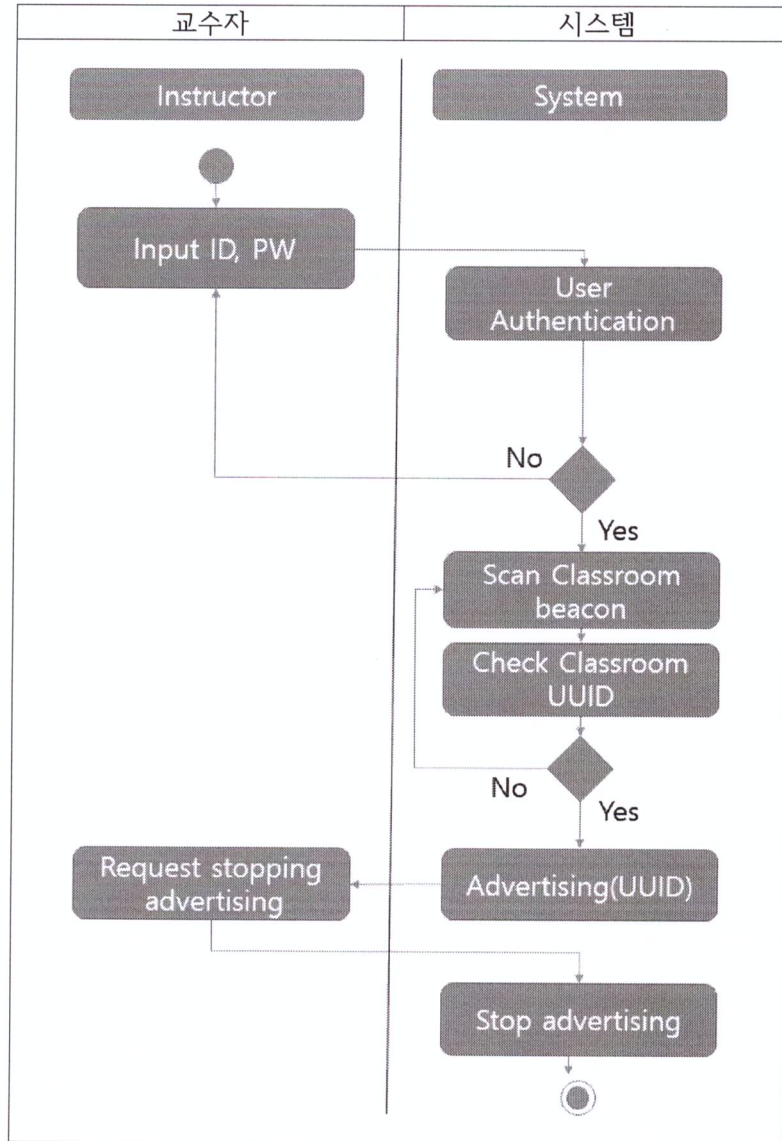 교수자
시스템
Instructor
System
Input ID, PW
User
Authentication
No
Yes
Scan Classroom
beacon
Check Classroom
UUID
No
Yes
Request stopping
advertising
Advertising(UUID)
Stop advertising